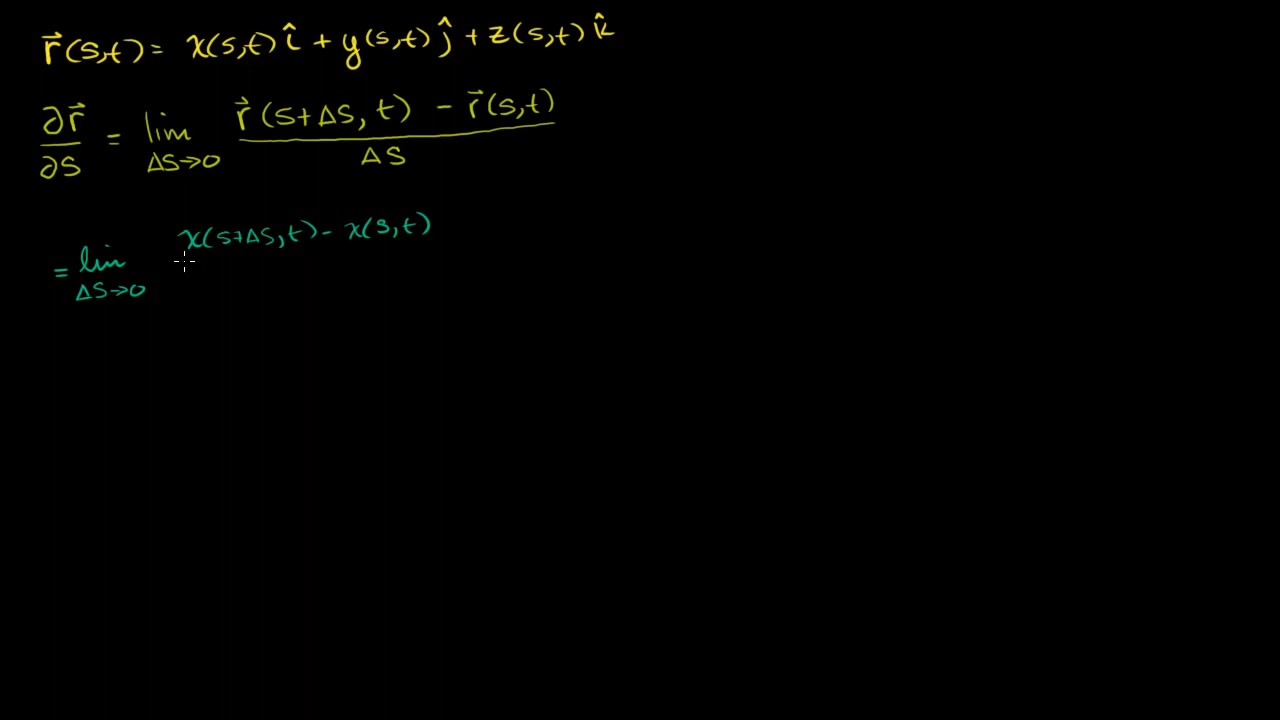 r⃗(s,t) = x(s,t) î + y(s,t) ĵ + z(s,t) k̂
∂r⃗/∂s = lim Δs→0 (r⃗(s+Δs, t) - r⃗(s,t))/Δs
= lim Δs→0 x(s+Δs,t) - x(s,t)